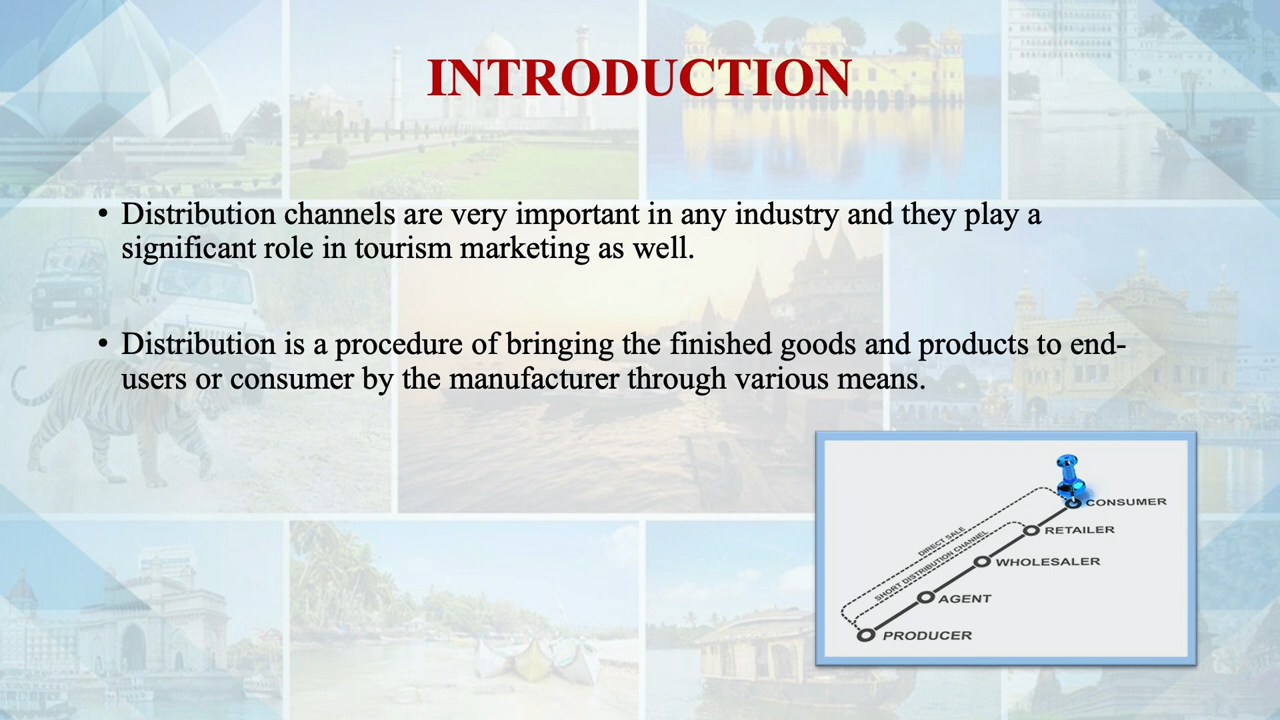 INTRODUCTION
• Distribution channels are very important in any industry and they play a
significant role in tourism marketing as well.
• Distribution is a procedure of bringing the finished goods and products to end-
users or consumer by the manufacturer through various means.
CONSUMER
DIRECT SALE
RETAILER
SHORT DISTRIBUTION CHANNEL
WHOLESALER
AGENT
PRODUCER